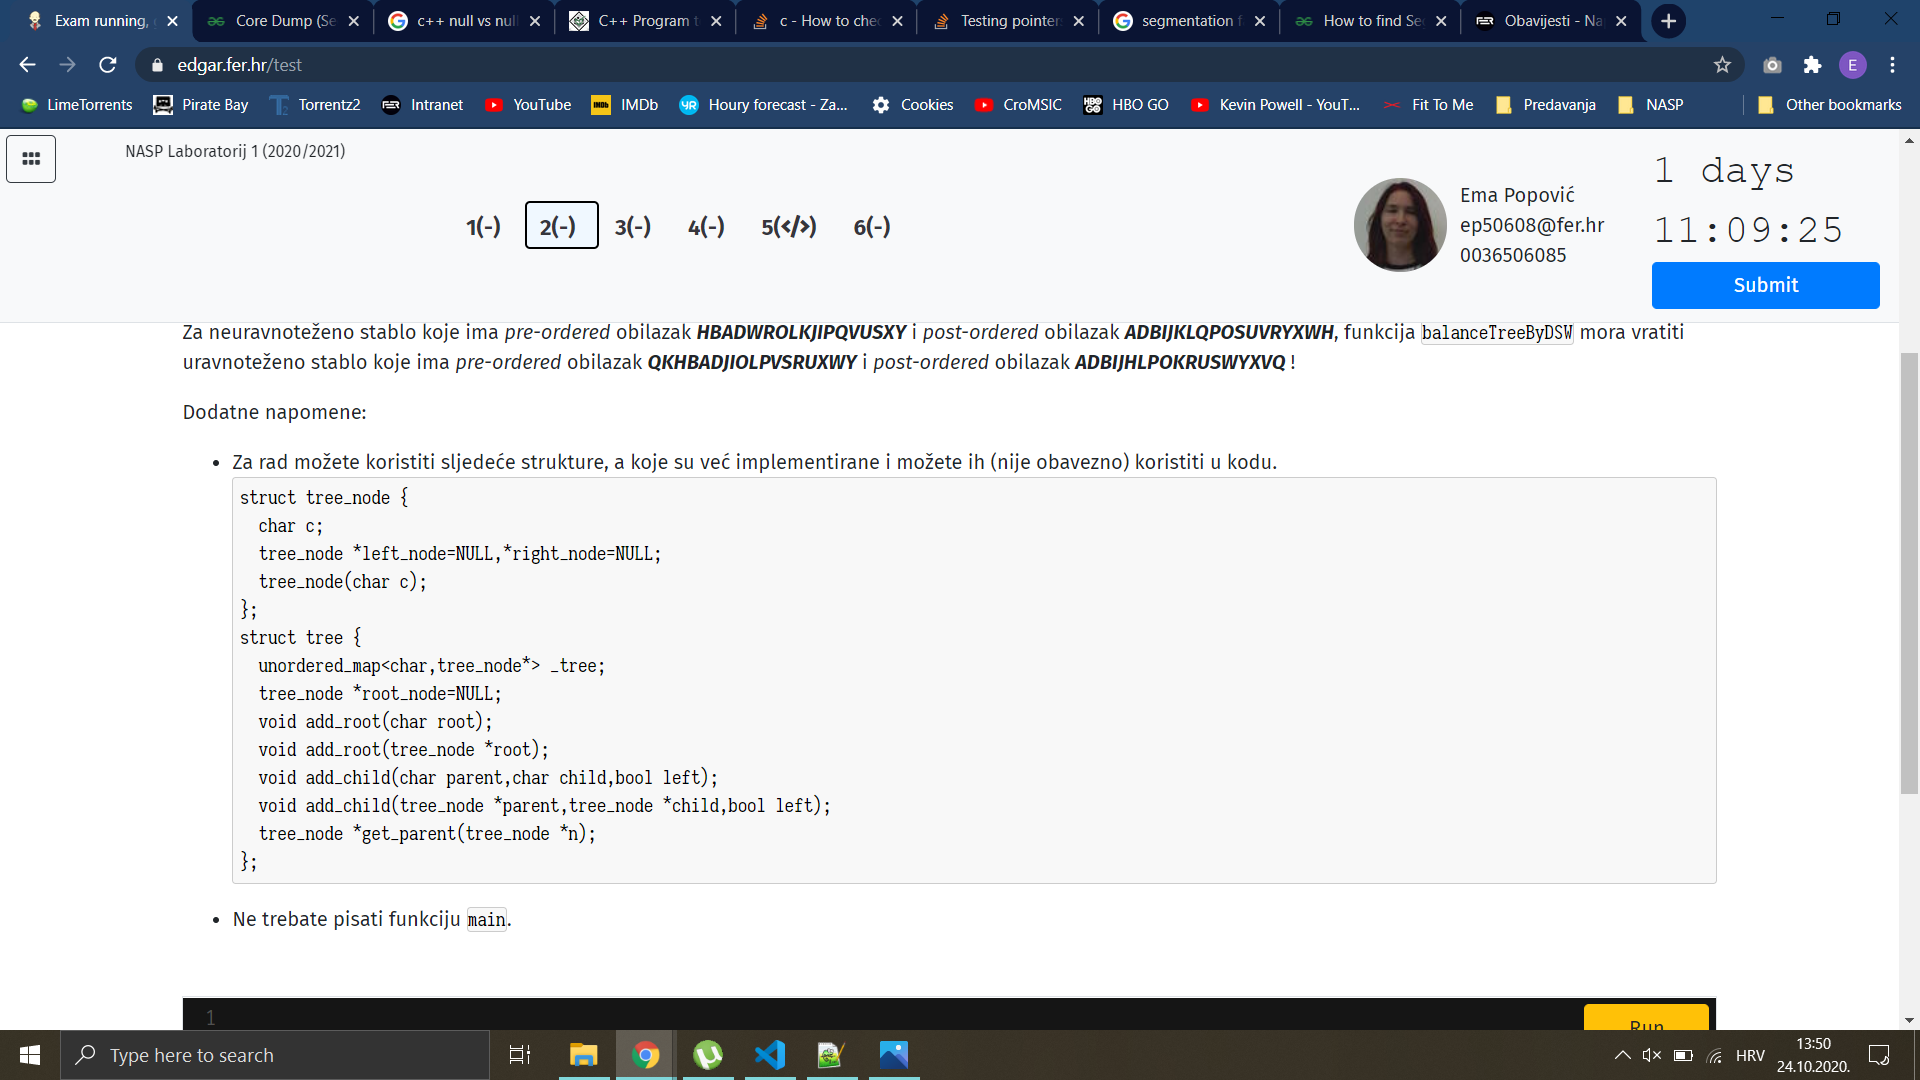 Exam running,
Core Dump (Se
c++ null vs null
C++ Program t
c - How to chec
Testing pointer
segmentation f
How to find Seg
Obavijesti - Na
edgar.fer.hr/test
E
LimeTorrents
Pirate Bay
Torrentz2
Intranet
YouTube
IMDb
Houry forecast - Za...
Cookies
CroMSIC
HBO GO
Kevin Powell - YouT...
Fit To Me
Predavanja
NASP
Other bookmarks
NASP Laboratorij 1 (2020/2021)
1(-) 2(-) 3(-) 4(-) 5(</>) 6(-)
Ema Popović
ep50608@fer.hr
0036506085
1 days
11:09:25
Submit
Za neuravnoteženo stablo koje ima pre-ordered obilazak HBADWROLKJIPQVUSXY i post-ordered obilazak ADBIJKLQPOSUVRYXWH, funkcija balanceTreeByDSW mora vratiti
uravnoteženo stablo koje ima pre-ordered obilazak QKHBADJIOLPVSRUXWY i post-ordered obilazak ADBIJHLPOKRUSWYXVQ !
Dodatne napomene:
• Za rad možete koristiti sljedeće strukture, a koje su već implementirane i možete ih (nije obavezno) koristiti u kodu.
struct tree_node {
  char c;
  tree_node *left_node=NULL,*right_node=NULL;
  tree_node(char c);
};
struct tree {
  unordered_map<char,tree_node*> _tree;
  tree_node *root_node=NULL;
  void add_root(char root);
  void add_root(tree_node *root);
  void add_child(char parent,char child,bool left);
  void add_child(tree_node *parent,tree_node *child,bool left);
  tree_node *get_parent(tree_node *n);
};
• Ne trebate pisati funkciju main.
1
Run
Type here to search
HRV
13:50
24.10.2020.